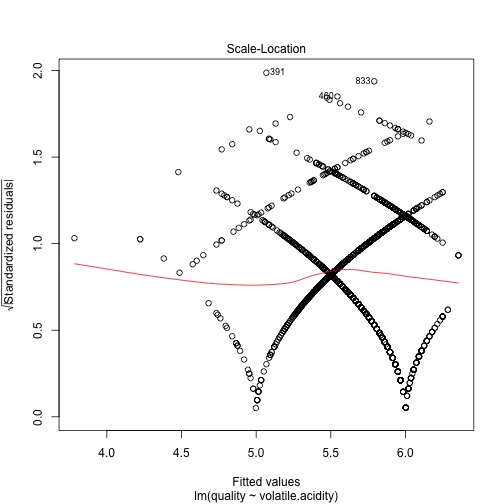 Scale-Location
√|Standardized residuals|
2.0
1.5
1.0
0.5
0.0
391
833
460
4.0 4.5 5.0 5.5 6.0
Fitted values
lm(quality ~ volatile.acidity)